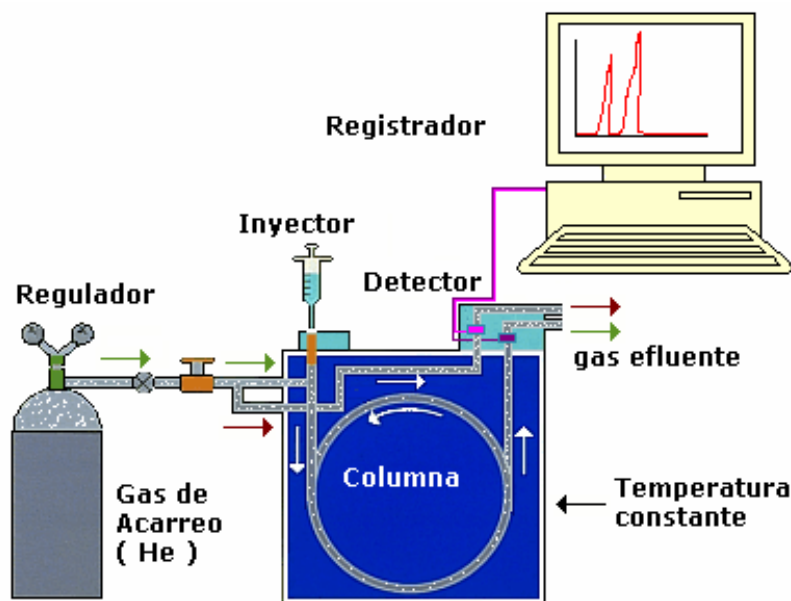 Registrador
Inyector
Detector
Regulador
gas efluente
Columna
Gas de
Acarreo
( He )
Temperatura
constante